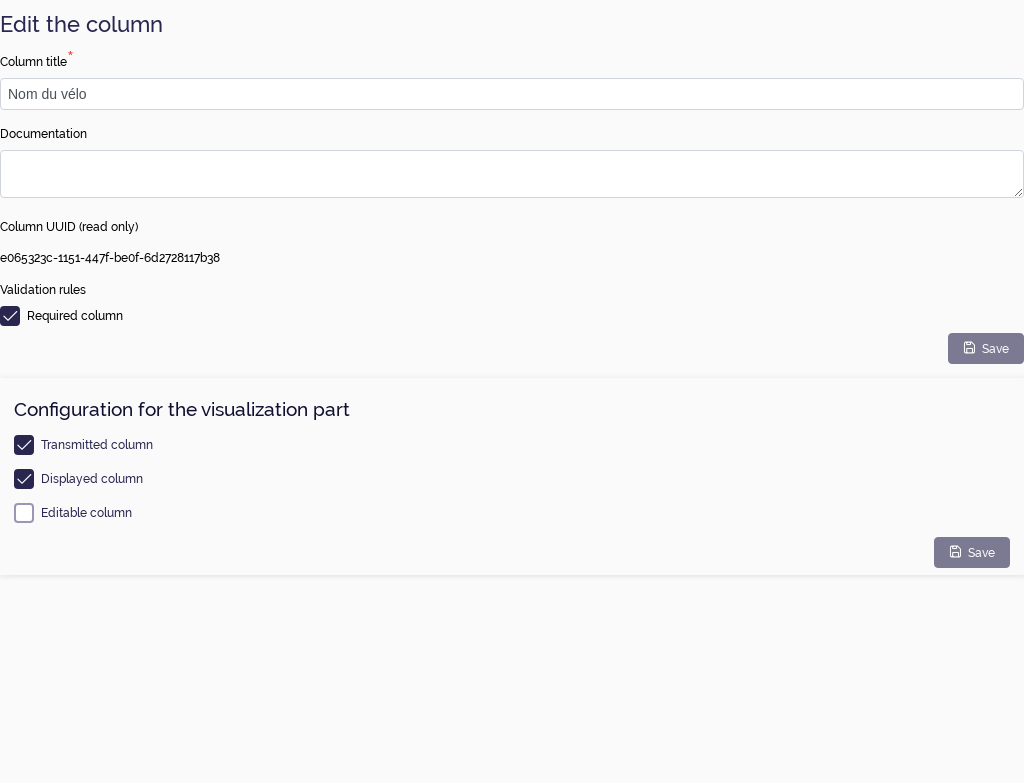 Edit the column
Column title*
Nom du vélo
Documentation
Column UUID (read only)
e065323c-1151-447f-be0f-6d2728117b38
Validation rules
Required column
Save
Configuration for the visualization part
Transmitted column
Displayed column
Editable column
Save